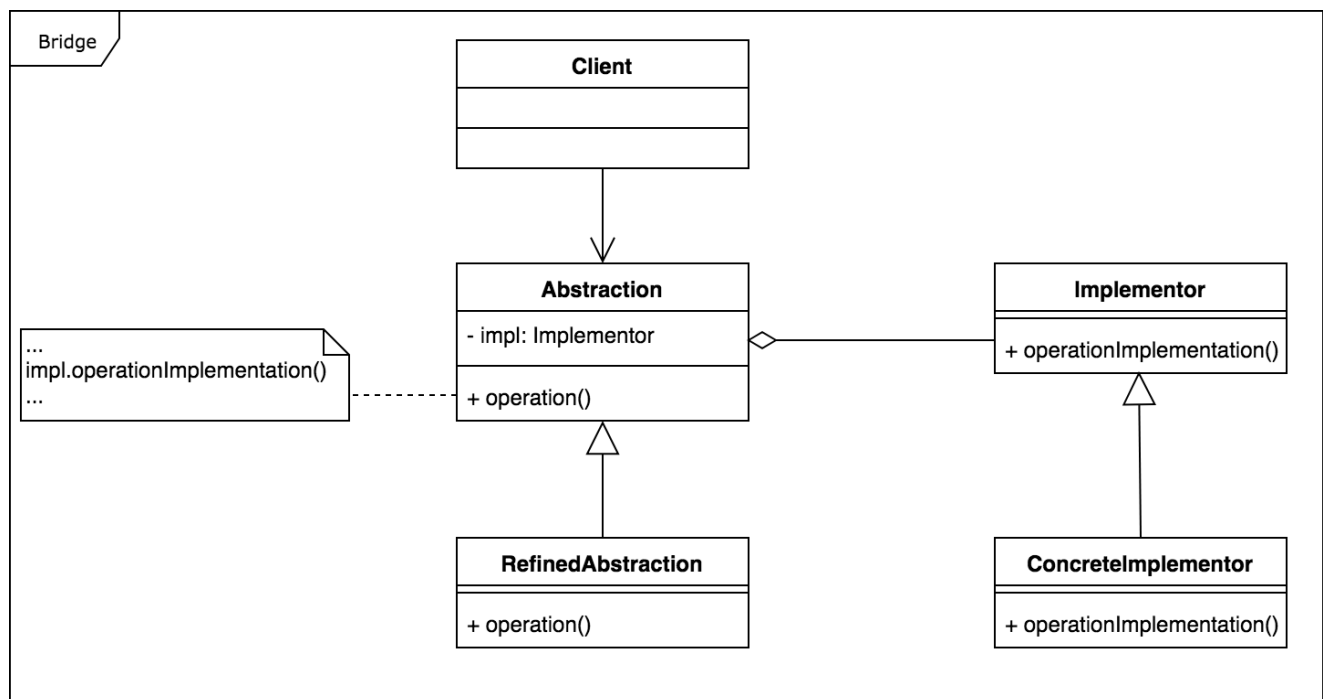 Bridge
Client
Abstraction
- impl: Implementor
+ operation()
Implementor
+ operationImplementation()
...
impl.operationImplementation()
...
RefinedAbstraction
+ operation()
ConcreteImplementor
+ operationImplementation()